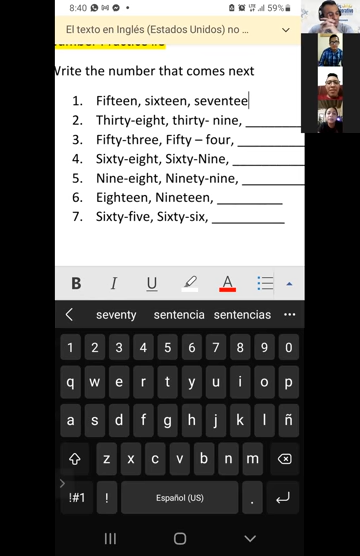 8:40 59%
El texto en Inglés (Estados Unidos) no ...
Write the number that comes next
1. Fifteen, sixteen, seventee
2. Thirty-eight, thirty- nine, ________
3. Fifty-three, Fifty – four, ________
4. Sixty-eight, Sixty-Nine, ________
5. Nine-eight, Ninety-nine, ________
6. Eighteen, Nineteen, ________
7. Sixty-five, Sixty-six, ________
B I U A
seventy sentencia sentencias ...
1 2 3 4 5 6 7 8 9 0
q w e r t y u i o p
a s d f g h j k l ñ
z x c v b n m
!#1 ! Español (US) .